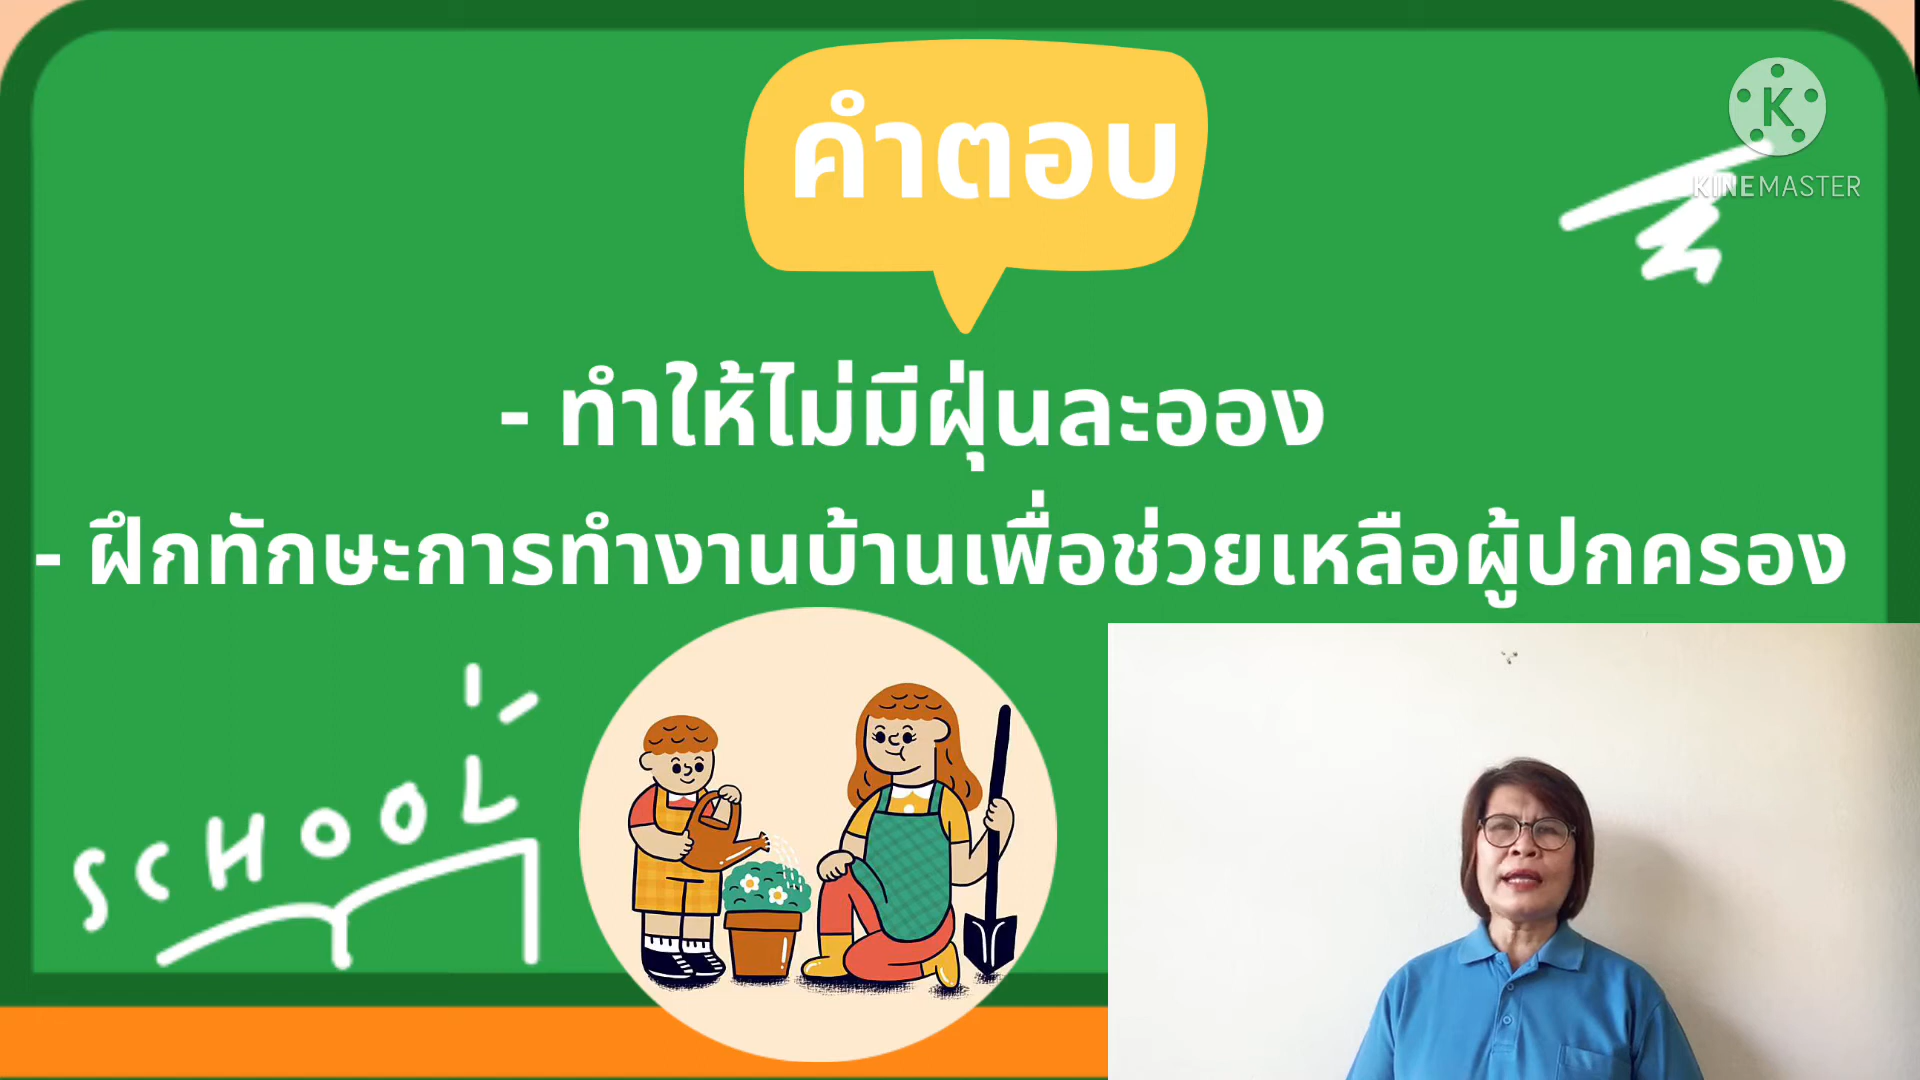 คำตอบ
KINEMASTER
- ทำให้ไม่มีฝุ่นละออง
- ฝึกทักษะการทำงานบ้านเพื่อช่วยเหลือผู้ปกครอง
SCHOOL